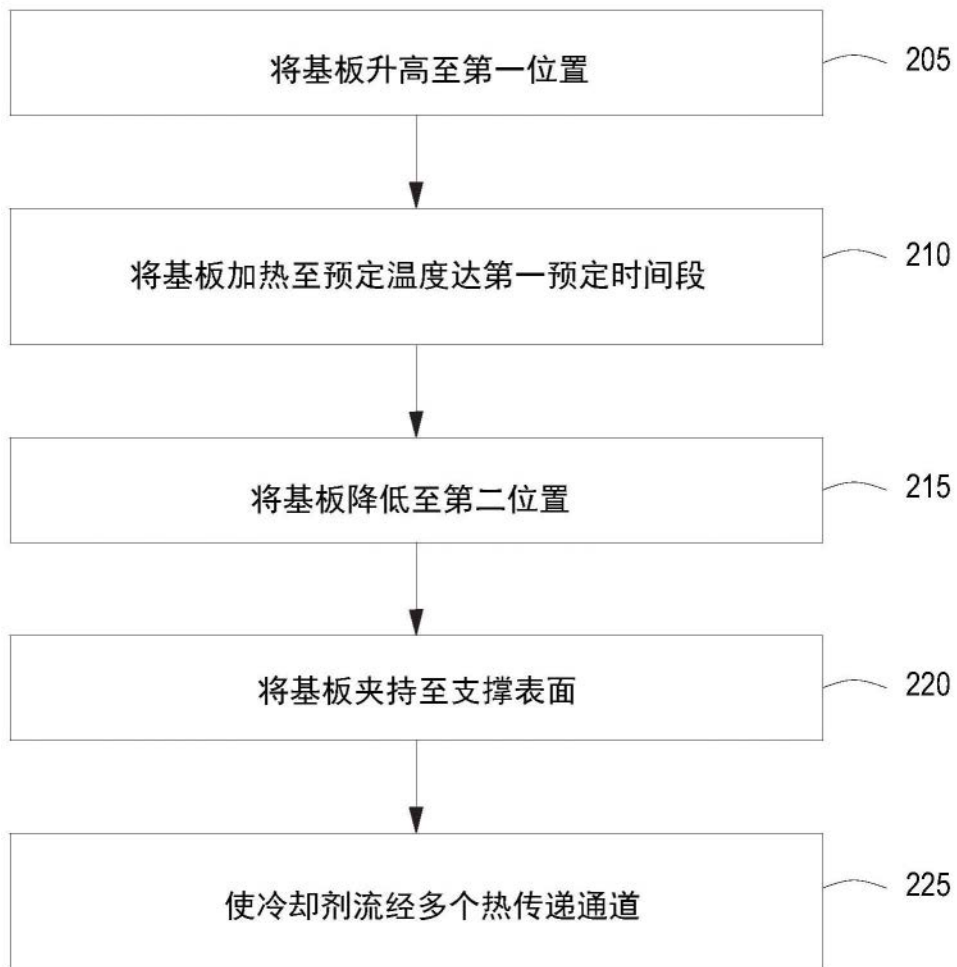 将基板升高至第一位置
205
将基板加热至预定温度达第一预定时间段
210
将基板降低至第二位置
215
将基板夹持至支撑表面
220
使冷却剂流经多个热传递通道
225